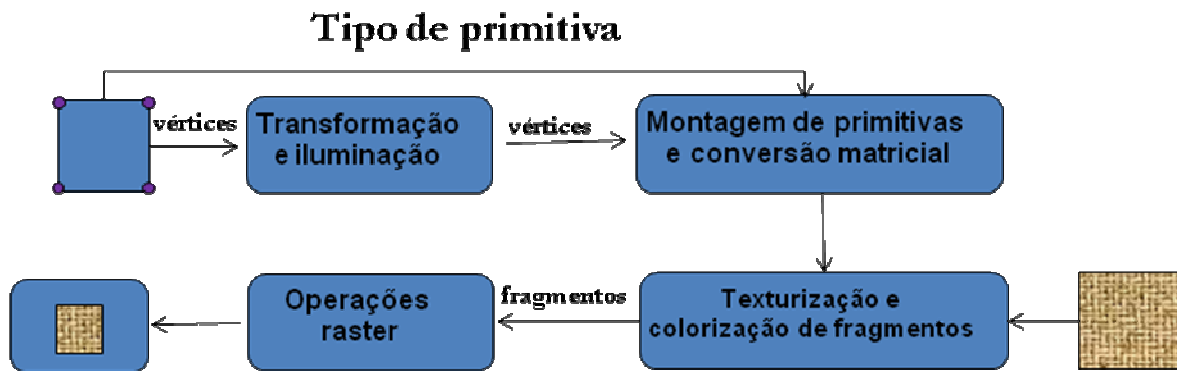 Tipo de primitiva
vértices
Transformação
e iluminação
vértices
Montagem de primitivas
e conversão matricial
Operações
raster
fragmentos
Texturização e
colorização de fragmentos